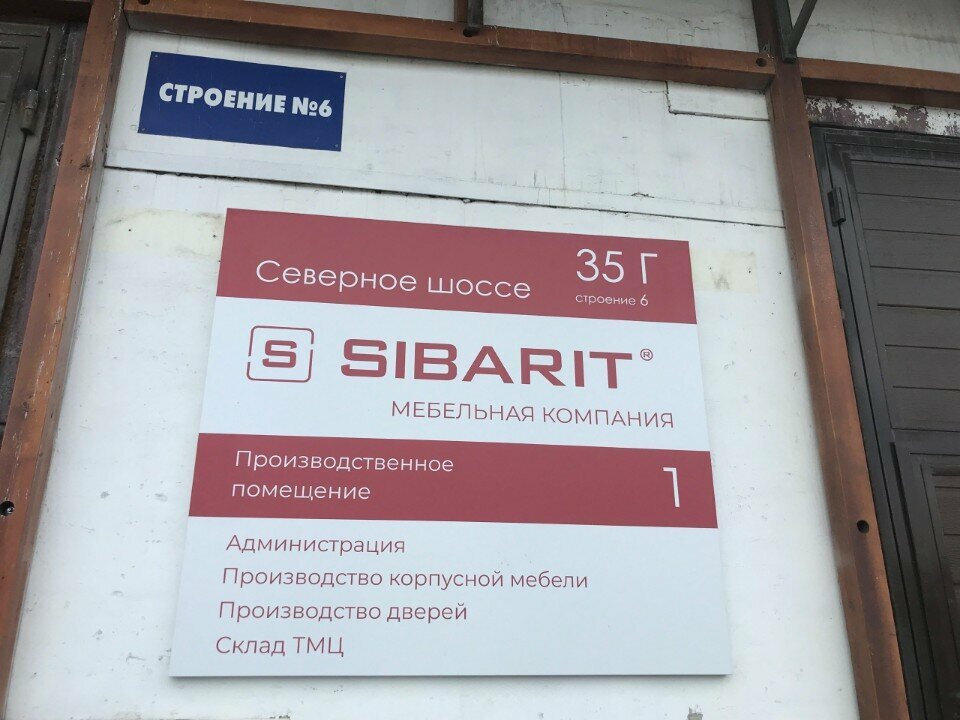 СТРОЕНИЕ №6
Северное шоссе
35 Г
строение 6
S SIBARIT®
МЕБЕЛЬНАЯ КОМПАНИЯ
Производственное
помещение
1
Администрация
Производство корпусной мебели
Производство дверей
Склад ТМЦ